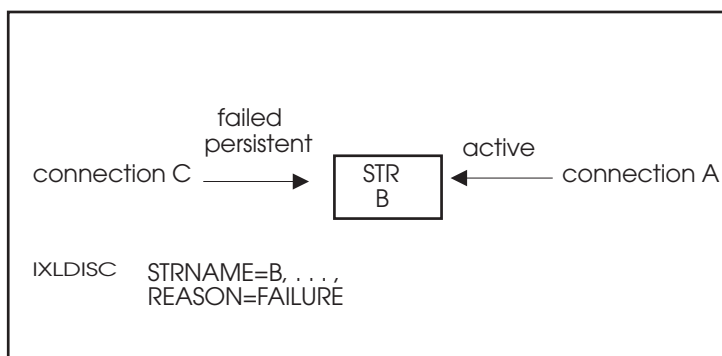 failed
persistent
active
connection C
STR
B
connection A
IXLDISC STRNAME=B, . . . ,
REASON=FAILURE